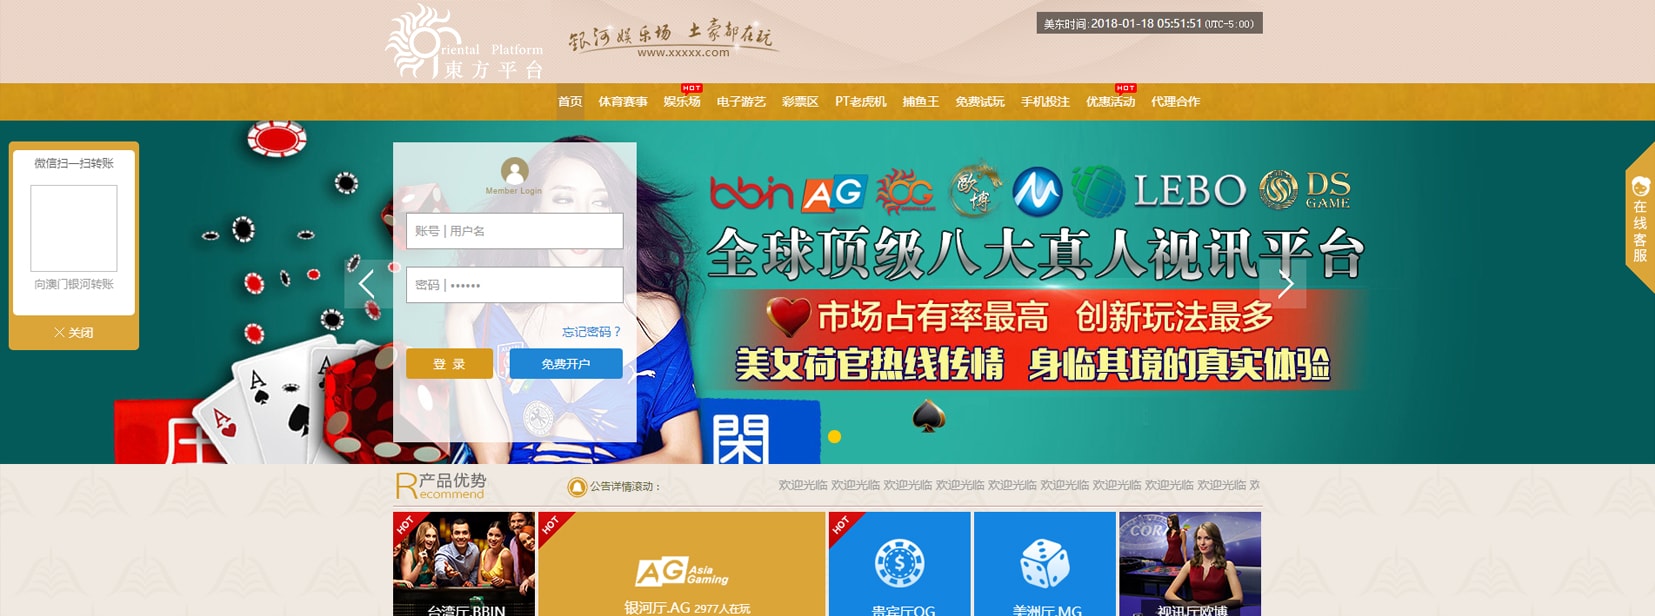 Oriental Platform
東方平台
银河娱乐场 土豪都在玩
www.xxxxx.com
美东时间:2018-01-18 05:51:51 (UTC-5:00)
首页 体育赛事 娱乐场 HOT 电子游艺 彩票区 PT老虎机 捕鱼王 免费试玩 手机投注 优惠活动 HOT 代理合作
微信扫一扫转账
向澳门银河转账
关闭
Member Login
账号 | 用户名
密码 | ••••••
忘记密码？
登 录 免费开户
bbin AG OG 欧博 LEBO DS GAME
全球顶级八大真人视讯平台
市场占有率最高 创新玩法最多
美女荷官热线传情 身临其境的真实体验
在线客服
A
A
A
閑
产品优势
Recommend
公告详情滚动：
欢迎光临 欢迎光临 欢迎光临 欢迎光临 欢迎光临 欢迎光临 欢迎光临 欢迎光临 欢迎光临
HOT
台湾厅.BBIN
HOT
AG Asia Gaming
银河厅.AG 2977人在玩
HOT
贵宾厅OG
美洲厅.MG
视讯厅欧博